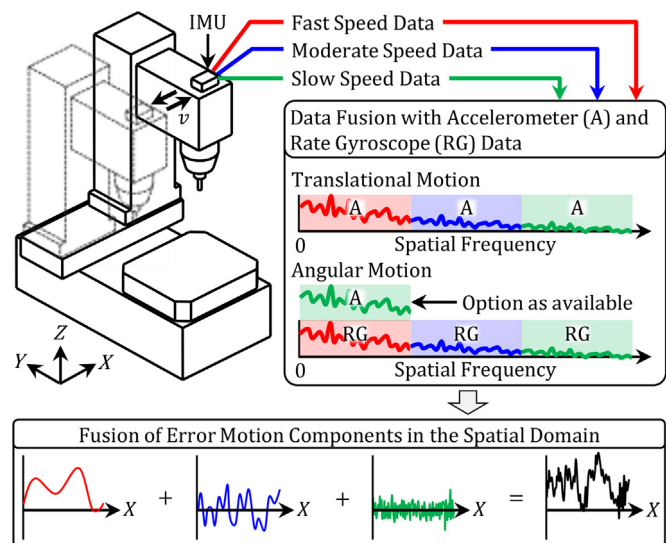 IMU
Fast Speed Data
Moderate Speed Data
Slow Speed Data
v
Data Fusion with Accelerometer (A) and
Rate Gyroscope (RG) Data
Translational Motion
A A A
0 Spatial Frequency
Angular Motion
A Option as available
RG RG RG
0 Spatial Frequency
Z
Y X
Fusion of Error Motion Components in the Spatial Domain
X + X + X = X